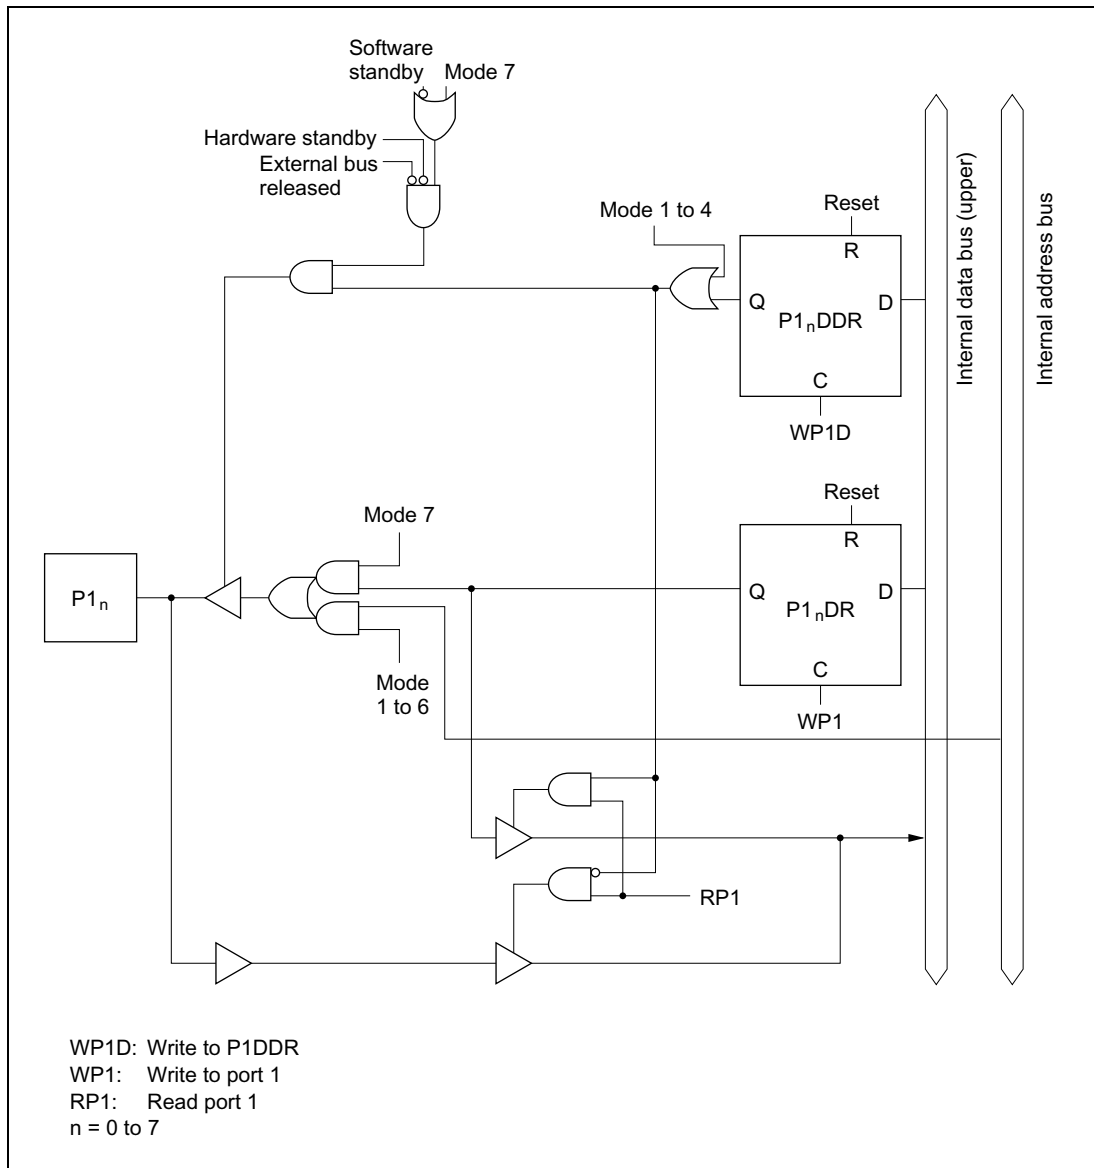 Software
standby
Mode 7
Hardware standby
External bus
released
Mode 1 to 4
Reset
R
Q
P1nDDR
D
C
WP1D
Internal data bus (upper)
Internal address bus
Reset
R
Mode 7
P1n
Q
P1nDR
D
C
Mode
1 to 6
WP1
RP1
WP1D: Write to P1DDR
WP1: Write to port 1
RP1: Read port 1
n = 0 to 7